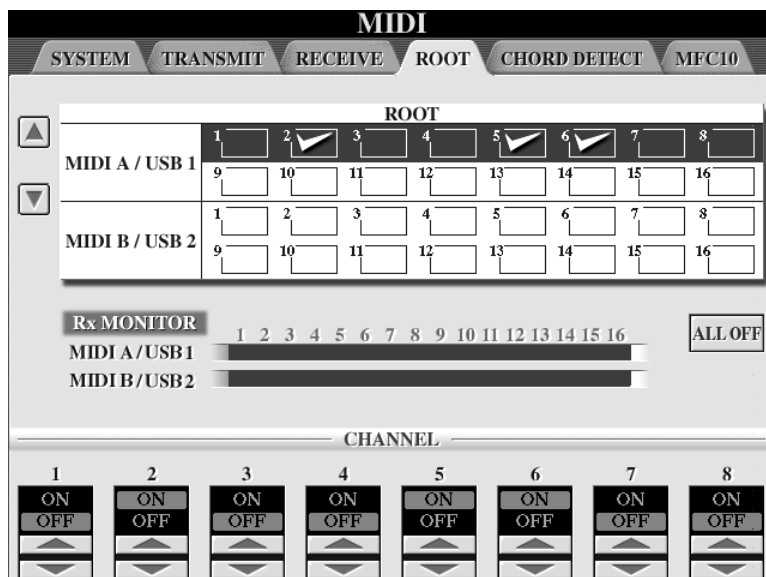 MIDI
SYSTEM TRANSMIT RECEIVE ROOT CHORD DETECT MFC10
ROOT
MIDI A / USB 1
1 2 3 4 5 6 7 8
9 10 11 12 13 14 15 16
MIDI B / USB 2
1 2 3 4 5 6 7 8
9 10 11 12 13 14 15 16
Rx MONITOR
1 2 3 4 5 6 7 8 9 10 11 12 13 14 15 16
ALL OFF
MIDI A/USB1
MIDI B/USB2
CHANNEL
1 2 3 4 5 6 7 8
ON ON ON ON ON ON ON ON
OFF OFF OFF OFF OFF OFF OFF OFF